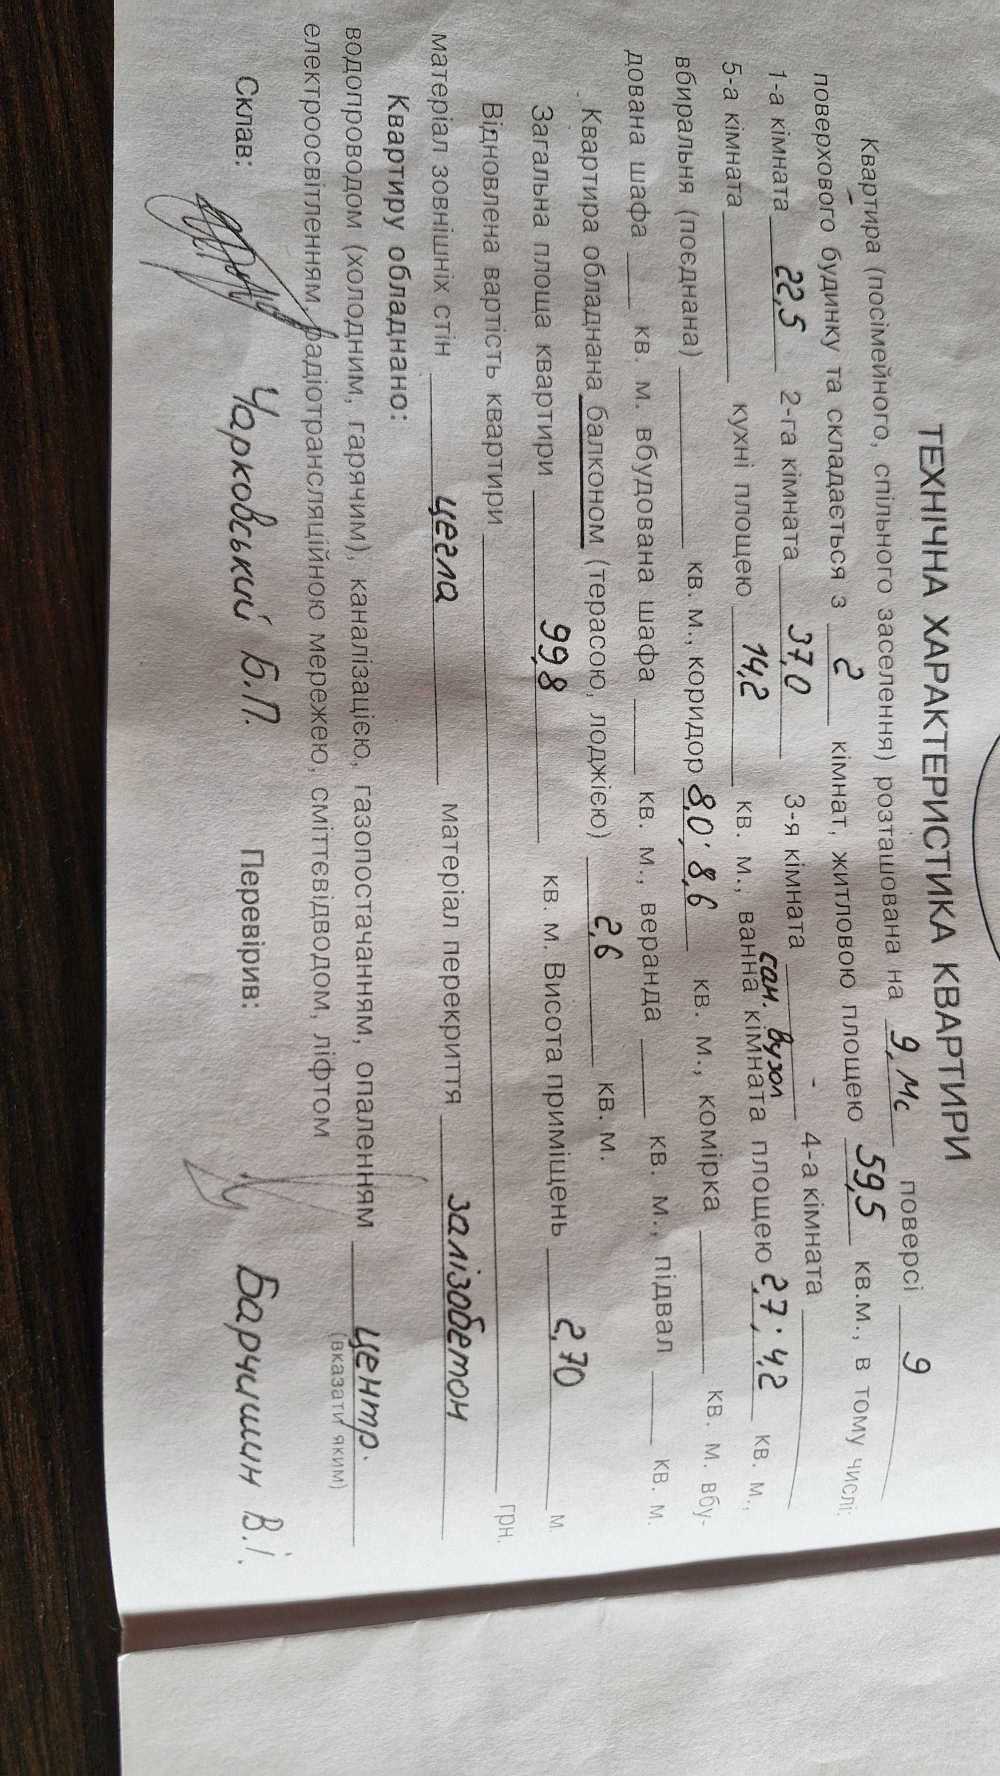 ТЕХНІЧНА ХАРАКТЕРИСТИКА КВАРТИРИ
Квартира (посімейного, спільного заселення) розташована на 9, Мс поверсі 9
поверхового будинку та складається з 2 кімнат, житловою площею 59,5 кв.м., в тому числі:
1-а кімната 22,5 2-га кімната 37,0 3-я кімната - 4-а кімната
сан. вузол
5-а кімната кухні площею 14,2 кв. м., ванна кімната площею 2,7; 4,2 кв. м.,
вбиральня (поєднана) кв. м., коридор 8,0; 8,6 кв. м., комірка кв. м. вбу-
дована шафа кв. м. вбудована шафа кв. м., веранда кв. м., підвал кв. м.
Квартира обладнана балконом (терасою, лоджією) 2,6 кв. м.
Загальна площа квартири 99,8 кв. м. Висота приміщень 2,70 м.
Відновлена вартість квартири грн.
матеріал зовнішніх стін цегла матеріал перекриття залізобетон
Квартиру обладнано:
водопроводом (холодним, гарячим), каналізацією, газопостачанням, опаленням центр.
(вказати яким)
електроосвітленням, радіотрансляційною мережею, сміттєвідводом, ліфтом
Склав: Чарковський Б.П. Перевірив: Барчишин В.І.